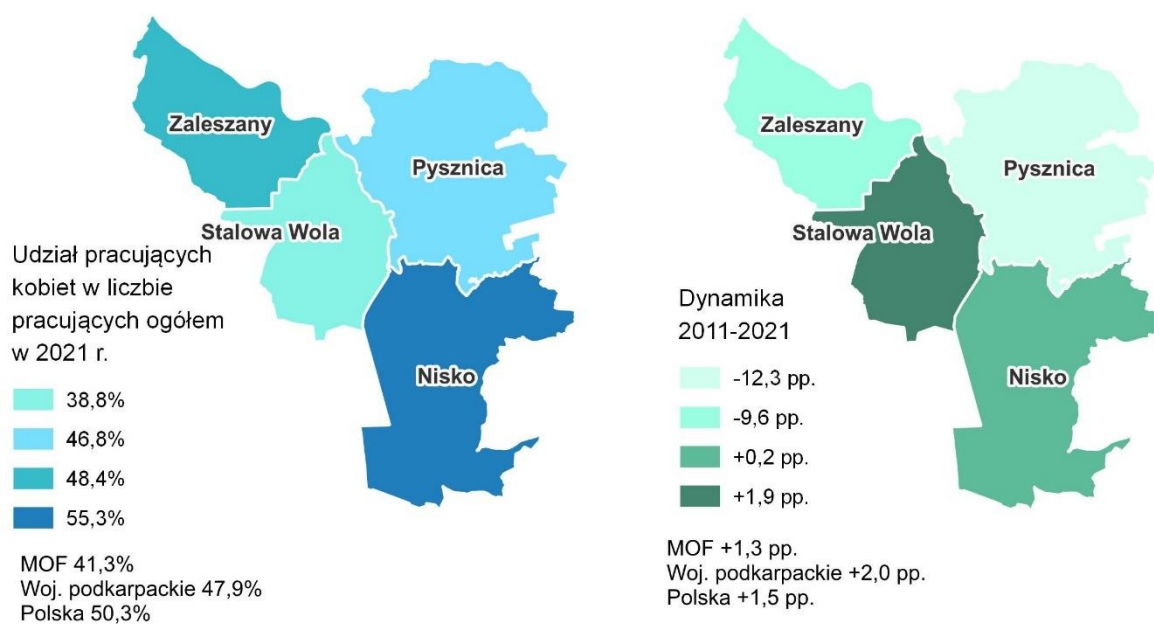 Zaleszany
Pysznica
Stalowa Wola
Nisko
Udział pracujących
kobiet w liczbie
pracujących ogółem
w 2021 r.
38,8%
46,8%
48,4%
55,3%
MOF 41,3%
Woj. podkarpackie 47,9%
Polska 50,3%
Zaleszany
Pysznica
Stalowa Wola
Nisko
Dynamika
2011-2021
-12,3 pp.
-9,6 pp.
+0,2 pp.
+1,9 pp.
MOF +1,3 pp.
Woj. podkarpackie +2,0 pp.
Polska +1,5 pp.